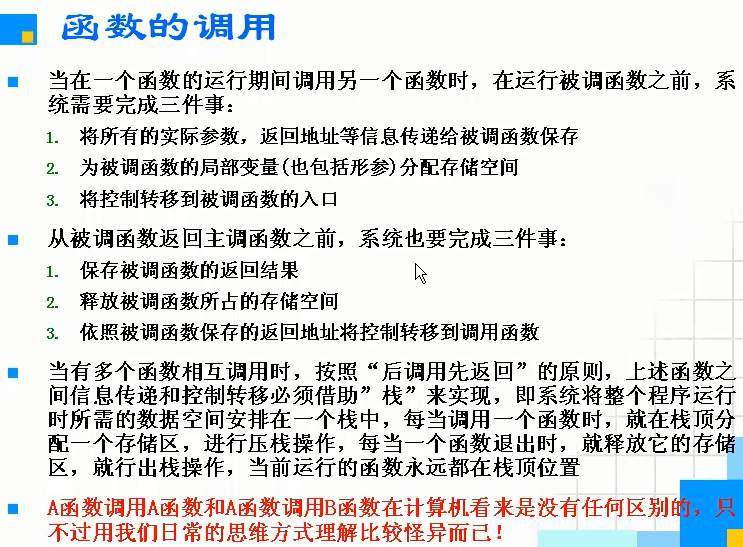 函数的调用
当在一个函数的运行期间调用另一个函数时，在运行被调函数之前，系
统需要完成三件事：
1. 将所有的实际参数，返回地址等信息传递给被调函数保存
2. 为被调函数的局部变量(也包括形参)分配存储空间
3. 将控制转移到被调函数的入口
从被调函数返回主调函数之前，系统也要完成三件事：
1. 保存被调函数的返回结果
2. 释放被调函数所占的存储空间
3. 依照被调函数保存的返回地址将控制转移到调用函数
当有多个函数相互调用时，按照“后调用先返回”的原则，上述函数之
间信息传递和控制转移必须借助”栈”来实现，即系统将整个程序运行
时所需的数据空间安排在一个栈中，每当调用一个函数时，就在栈顶分
配一个存储区，进行压栈操作，每当一个函数退出时，就释放它的存储
区，就行出栈操作，当前运行的函数永远都在栈顶位置
A函数调用A函数和A函数调用B函数在计算机看来是没有任何区别的，只
不过用我们日常的思维方式理解比较怪异而已！